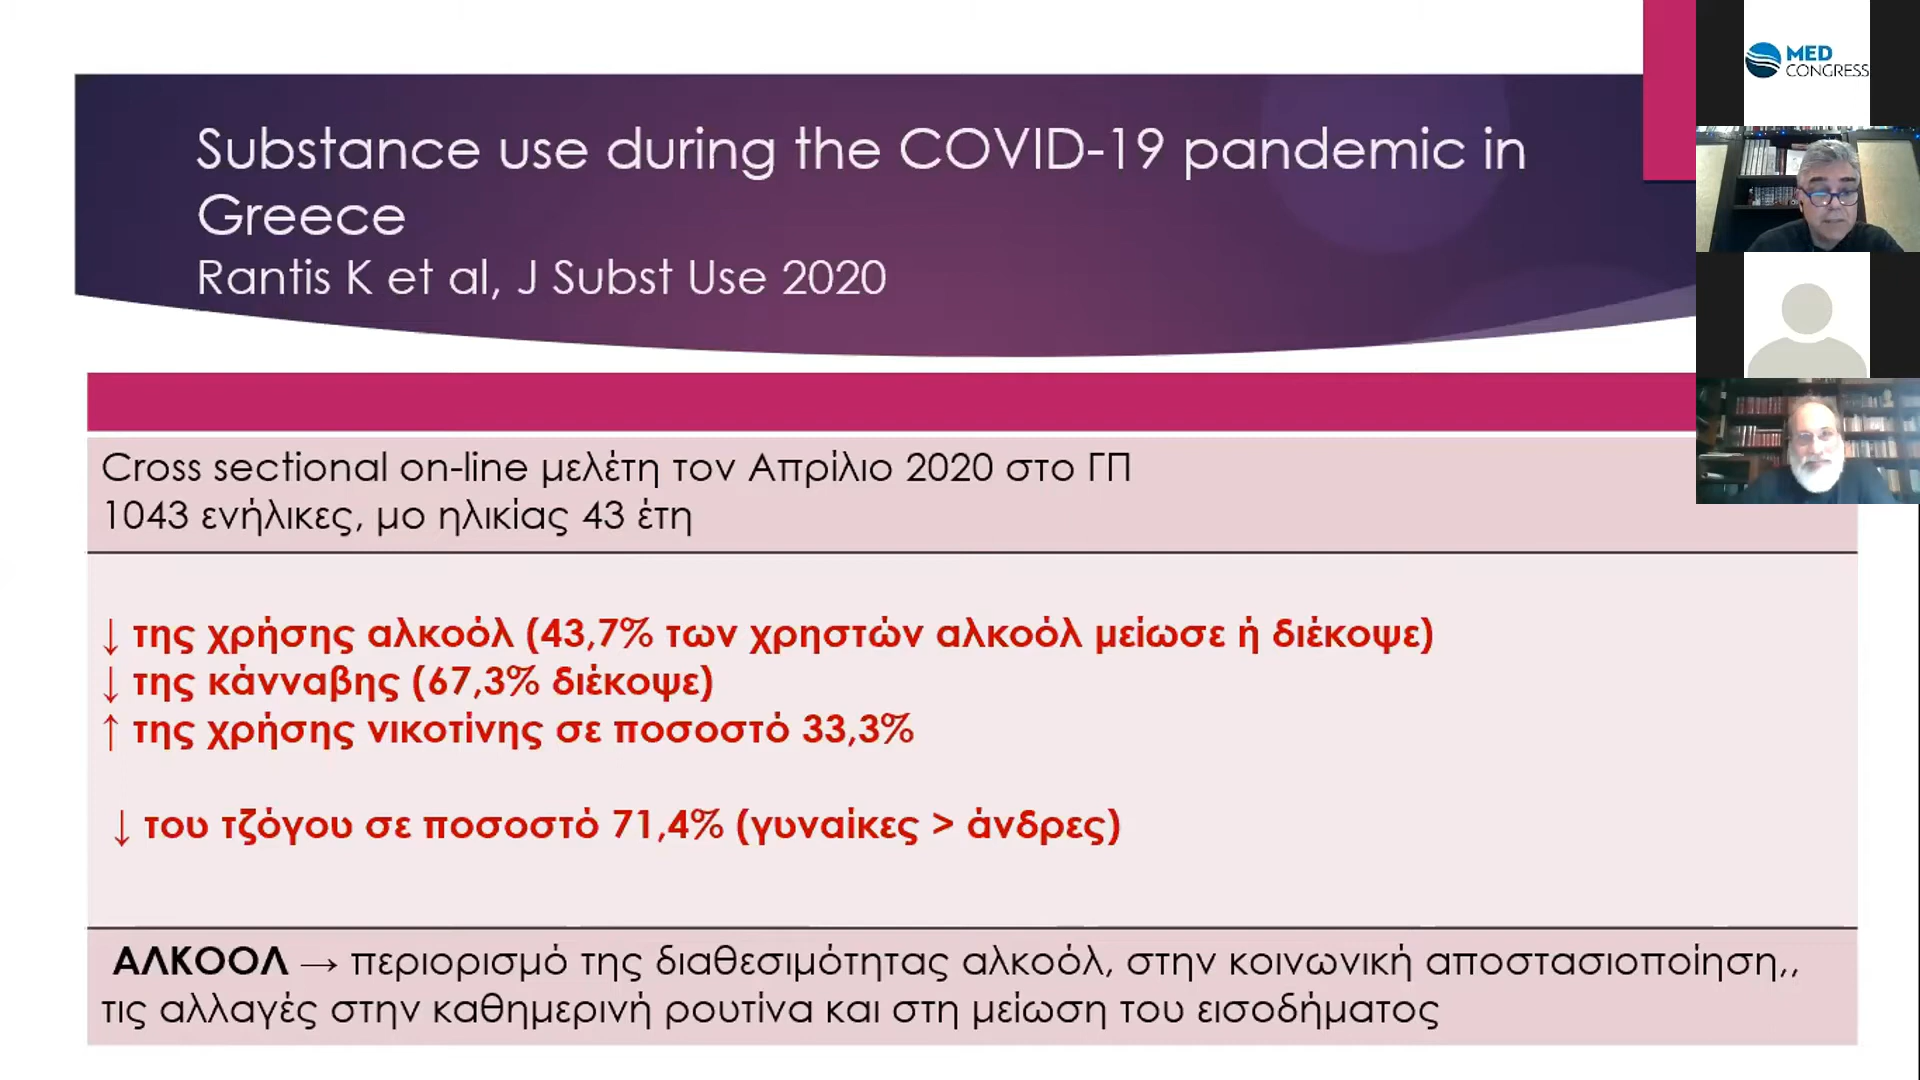 Substance use during the COVID-19 pandemic in
Greece
Rantis K et al, J Subst Use 2020
MED
CONGRESS
Cross sectional on-line μελέτη τον Απρίλιο 2020 στο ΓΠ
1043 ενήλικες, μο ηλικίας 43 έτη
↓ της χρήσης αλκοόλ (43,7% των χρηστών αλκοόλ μείωσε ή διέκοψε)
↓ της κάνναβης (67,3% διέκοψε)
↑ της χρήσης νικοτίνης σε ποσοστό 33,3%
↓ του τζόγου σε ποσοστό 71,4% (γυναίκες > άνδρες)
ΑΛΚΟΟΛ → περιορισμό της διαθεσιμότητας αλκοόλ, στην κοινωνική αποστασιοποίηση,,
τις αλλαγές στην καθημερινή ρουτίνα και στη μείωση του εισοδήματος